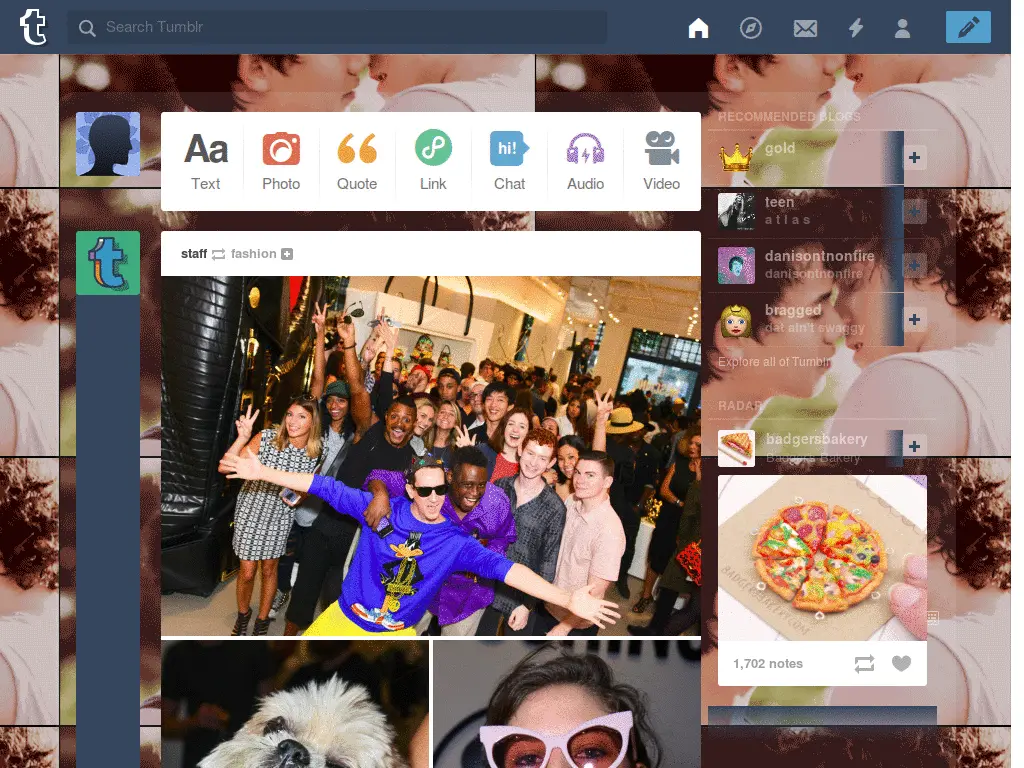 Search Tumblr
Aa
hi!
Text
Photo
Quote
Link
Chat
Audio
Video
staff fashion
RECOMMENDED BLOGS
gold
teen
a t l a s
danisontnonfire
danisontnonfire
bragged
dat ain't swaggy
Explore all of Tumblr
RADAR
badgersbakery
Badgers Bakery
1,702 notes